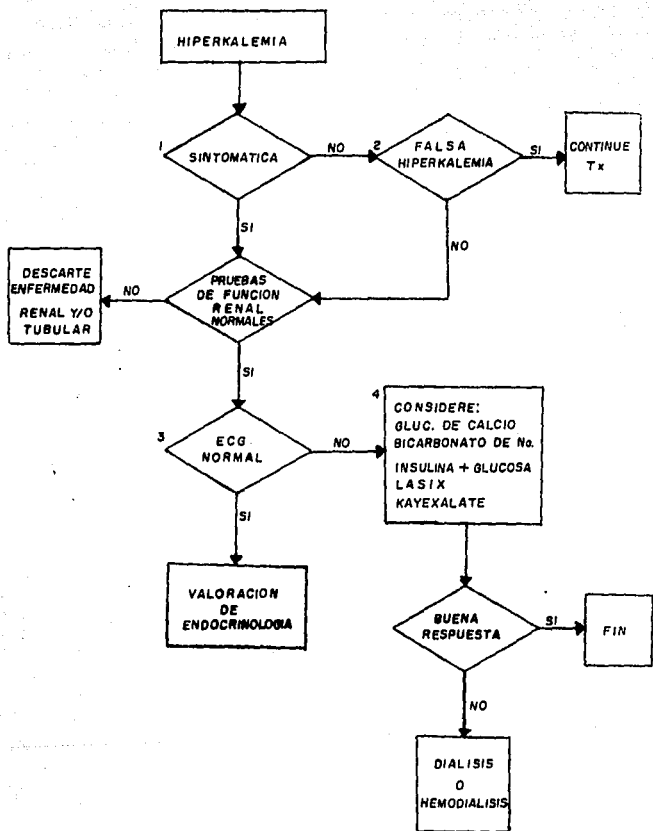 HIPERKALEMIA
1
SINTOMATICA
NO
2
FALSA
HIPERKALEMIA
SI
CONTINUE
Tx
SI
NO
PRUEBAS
DE FUNCION
RENAL
NORMALES
NO
DESCARTE
ENFERMEDAD
RENAL Y/O
TUBULAR
SI
3
ECG
NORMAL
NO
4
CONSIDERE:
GLUC. DE CALCIO
BICARBONATO DE Na.
INSULINA + GLUCOSA
LASIX
KAYEXALATE
SI
VALORACION
DE
ENDOCRINOLOGIA
BUENA
RESPUESTA
SI
FIN
NO
DIALISIS
O
HEMODIALISIS